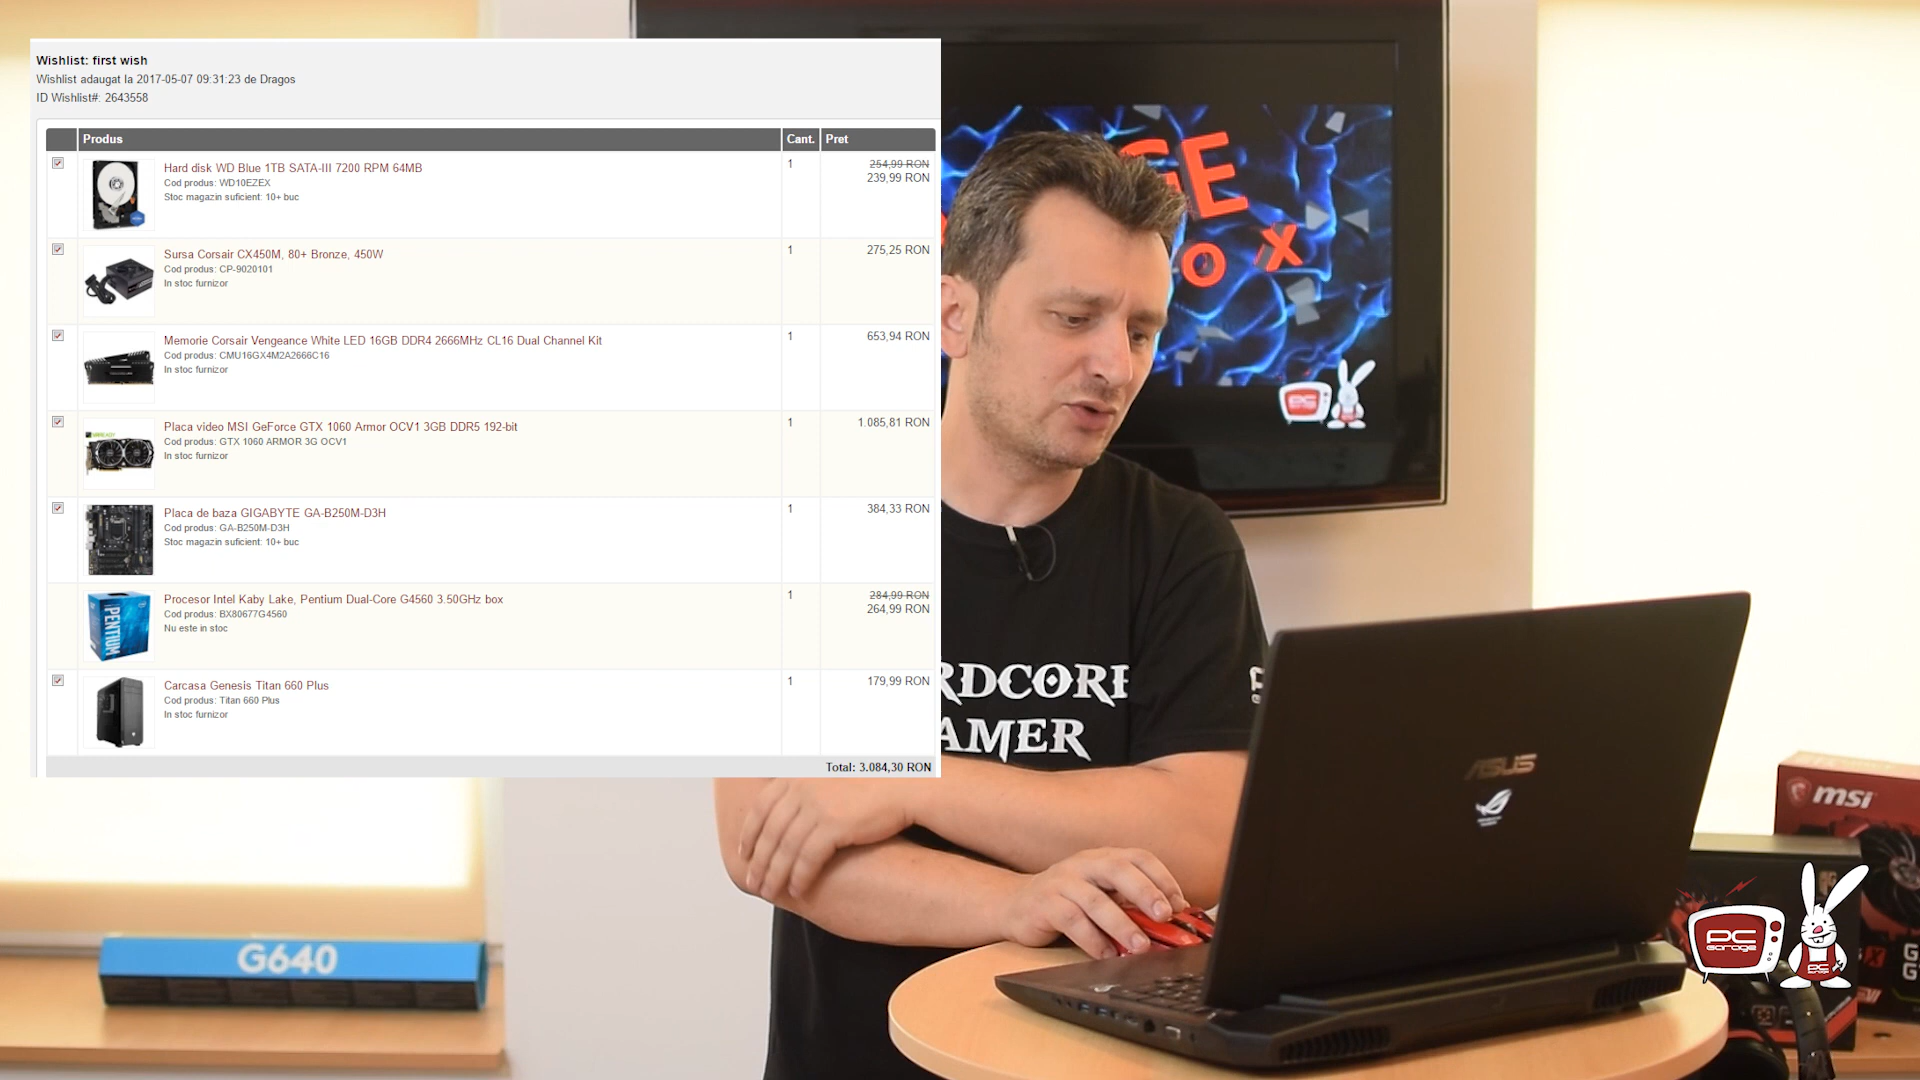 Wishlist: first wish
Wishlist adaugat la 2017-05-07 09:31:23 de Dragos
ID Wishlist#: 2643558
Produs Cant. Pret
Hard disk WD Blue 1TB SATA-III 7200 RPM 64MB 1 254,99 RON
Cod produs: WD10EZEX 239,99 RON
Stoc magazin suficient: 10+ buc
Sursa Corsair CX450M, 80+ Bronze, 450W 1 275,25 RON
Cod produs: CP-9020101
In stoc furnizor
Memorie Corsair Vengeance White LED 16GB DDR4 2666MHz CL16 Dual Channel Kit 1 653,94 RON
Cod produs: CMU16GX4M2A2666C16
In stoc furnizor
Placa video MSI GeForce GTX 1060 Armor OCV1 3GB DDR5 192-bit 1 1.085,81 RON
Cod produs: GTX 1060 ARMOR 3G OCV1
In stoc furnizor
Placa de baza GIGABYTE GA-B250M-D3H 1 384,33 RON
Cod produs: GA-B250M-D3H
Stoc magazin suficient: 10+ buc
Procesor Intel Kaby Lake, Pentium Dual-Core G4560 3.50GHz box 1 284,99 RON
Cod produs: BX80677G4560 264,99 RON
Nu este in stoc
PENTIUM
Carcasa Genesis Titan 660 Plus 1 179,99 RON
Cod produs: Titan 660 Plus
In stoc furnizor
Total: 3.084,30 RON
GE
OX
RDCORE
AMER
ASUS
msi
G640
PC
Garage